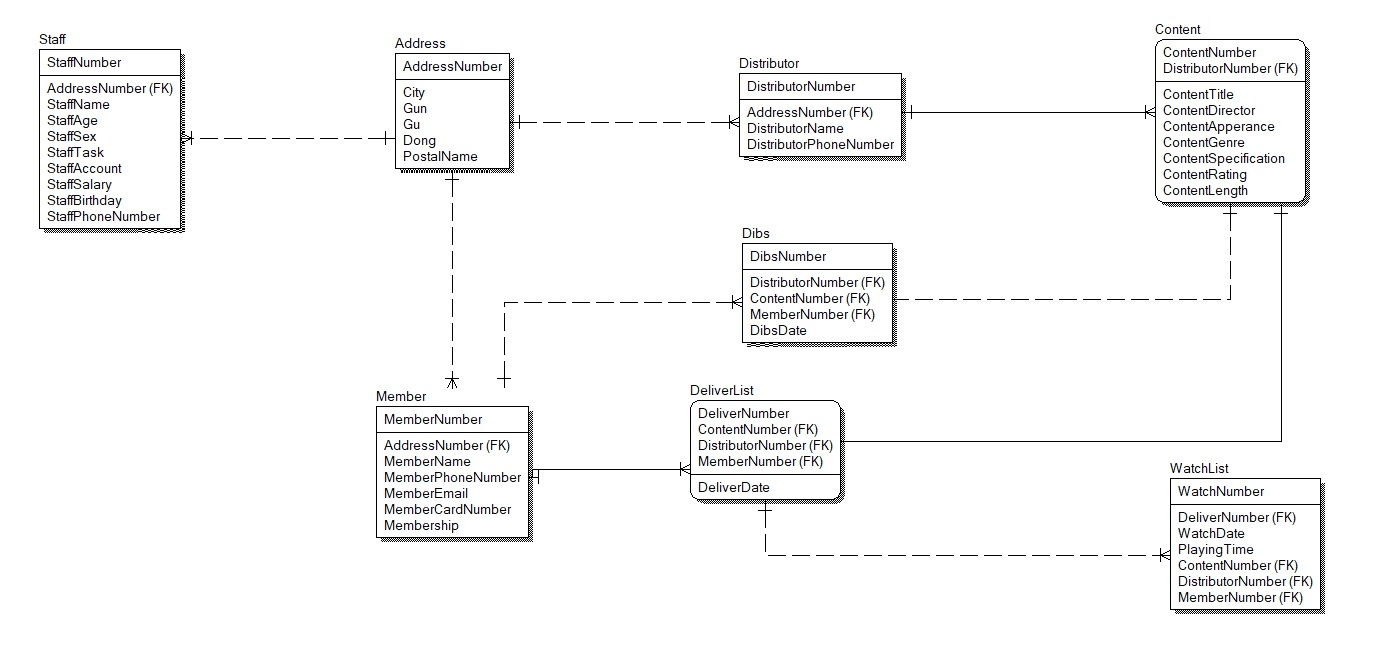 Staff
StaffNumber
AddressNumber (FK)
StaffName
StaffAge
StaffSex
StaffTask
StaffAccount
StaffSalary
StaffBirthday
StaffPhoneNumber
Address
AddressNumber
City
Gun
Gu
Dong
PostalName
Distributor
DistributorNumber
AddressNumber (FK)
DistributorName
DistributorPhoneNumber
Content
ContentNumber
DistributorNumber (FK)
ContentTitle
ContentDirector
ContentApperance
ContentGenre
ContentSpecification
ContentRating
ContentLength
Dibs
DibsNumber
DistributorNumber (FK)
ContentNumber (FK)
MemberNumber (FK)
DibsDate
Member
MemberNumber
AddressNumber (FK)
MemberName
MemberPhoneNumber
MemberEmail
MemberCardNumber
Membership
DeliverList
DeliverNumber
ContentNumber (FK)
DistributorNumber (FK)
MemberNumber (FK)
DeliverDate
WatchList
WatchNumber
DeliverNumber (FK)
WatchDate
PlayingTime
ContentNumber (FK)
DistributorNumber (FK)
MemberNumber (FK)